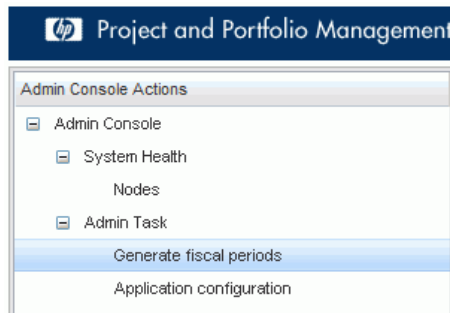 hp Project and Portfolio Management
Admin Console Actions
Admin Console
System Health
Nodes
Admin Task
Generate fiscal periods
Application configuration